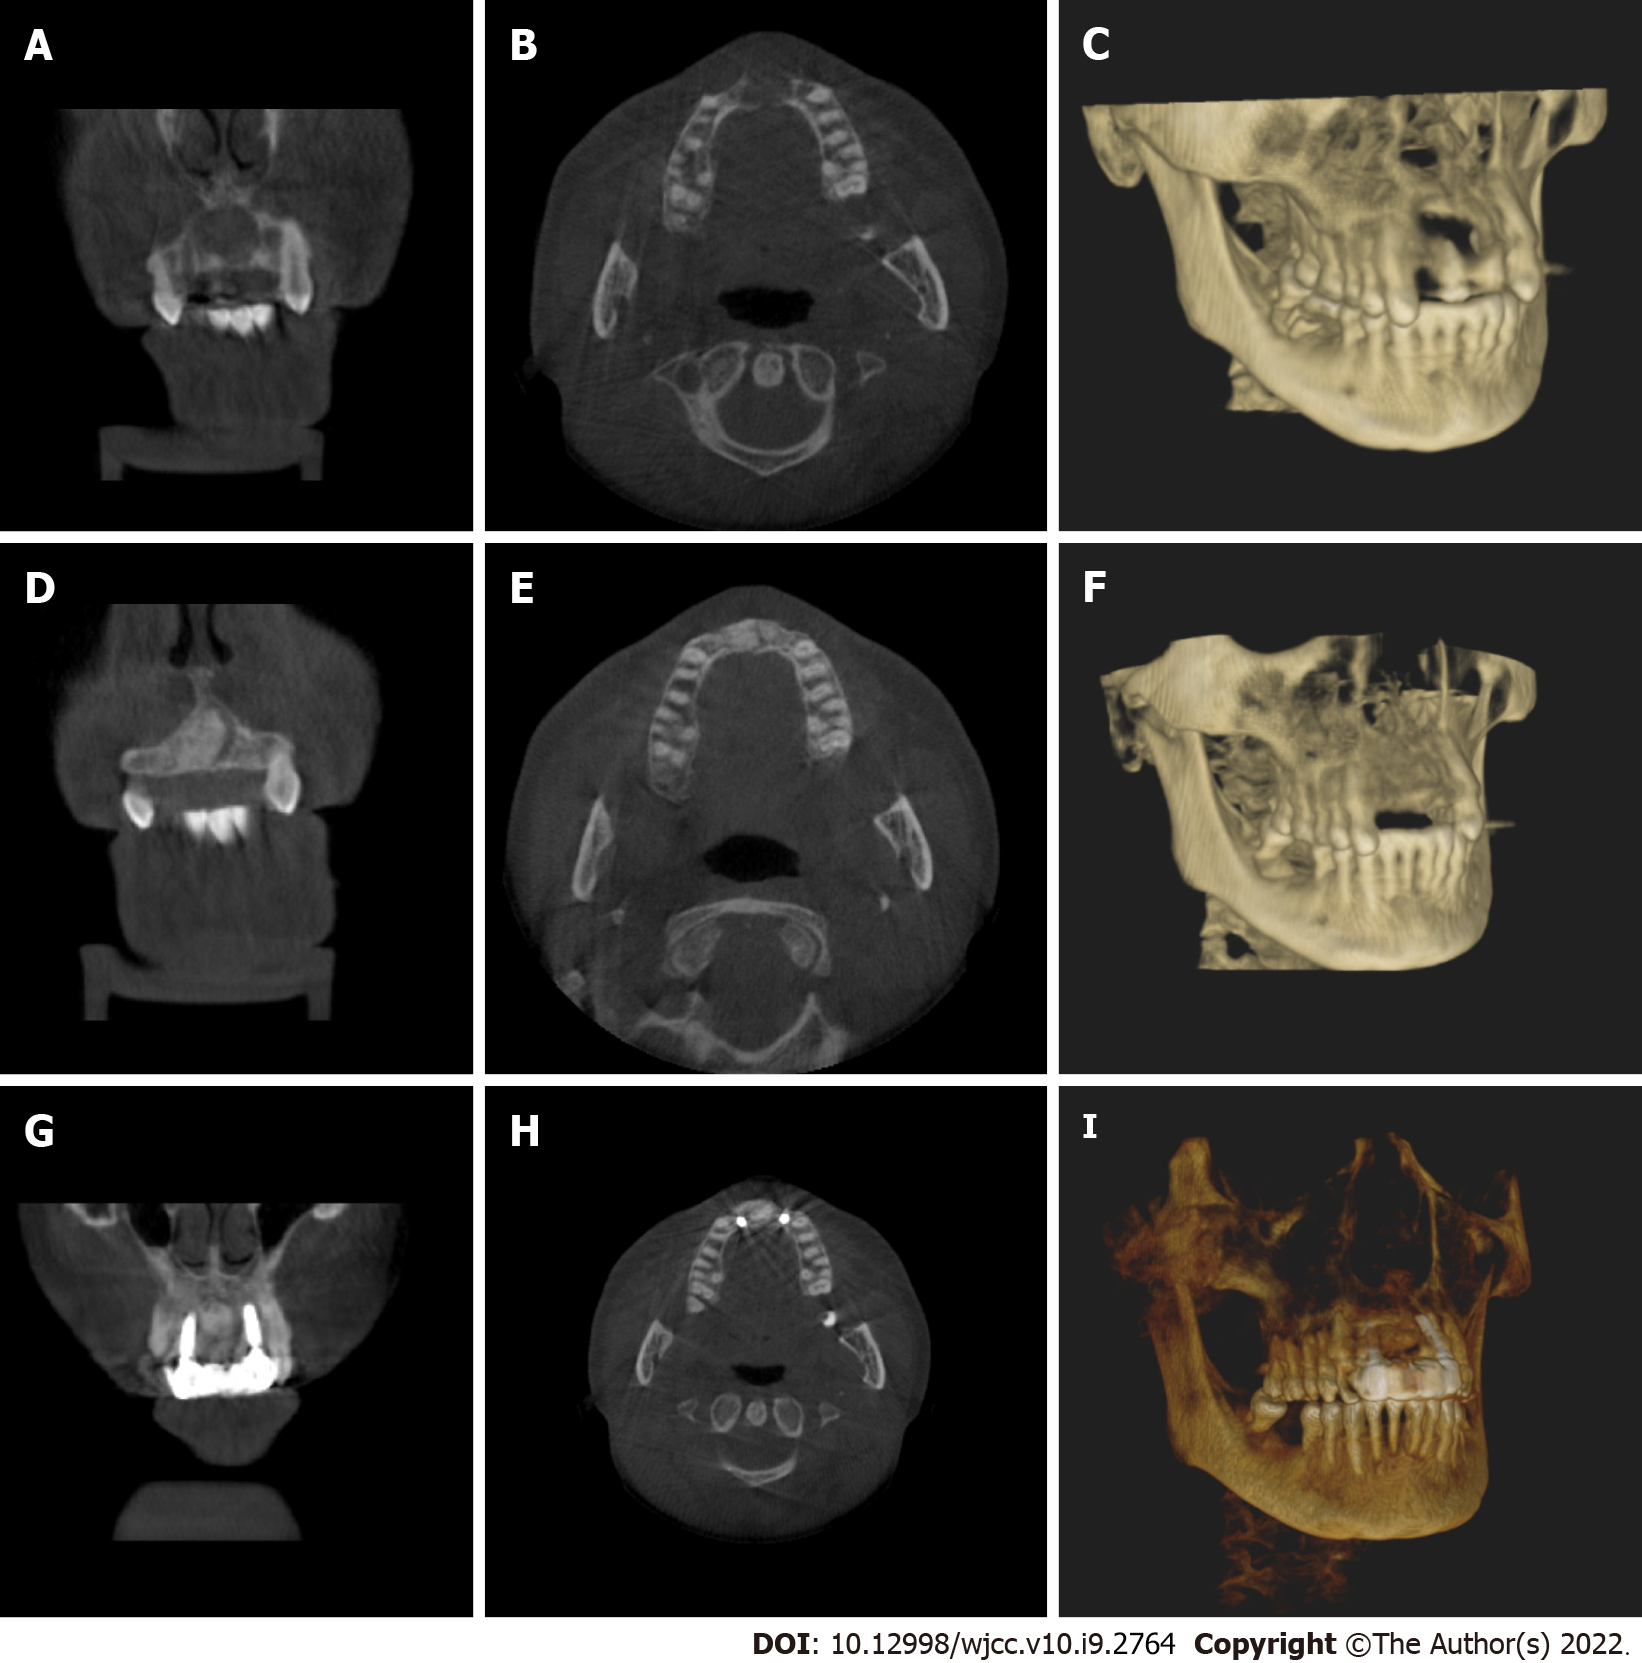 A
B
C
D
E
F
G
H
I
DOI: 10.12998/wjcc.v10.i9.2764 Copyright ©The Author(s) 2022.